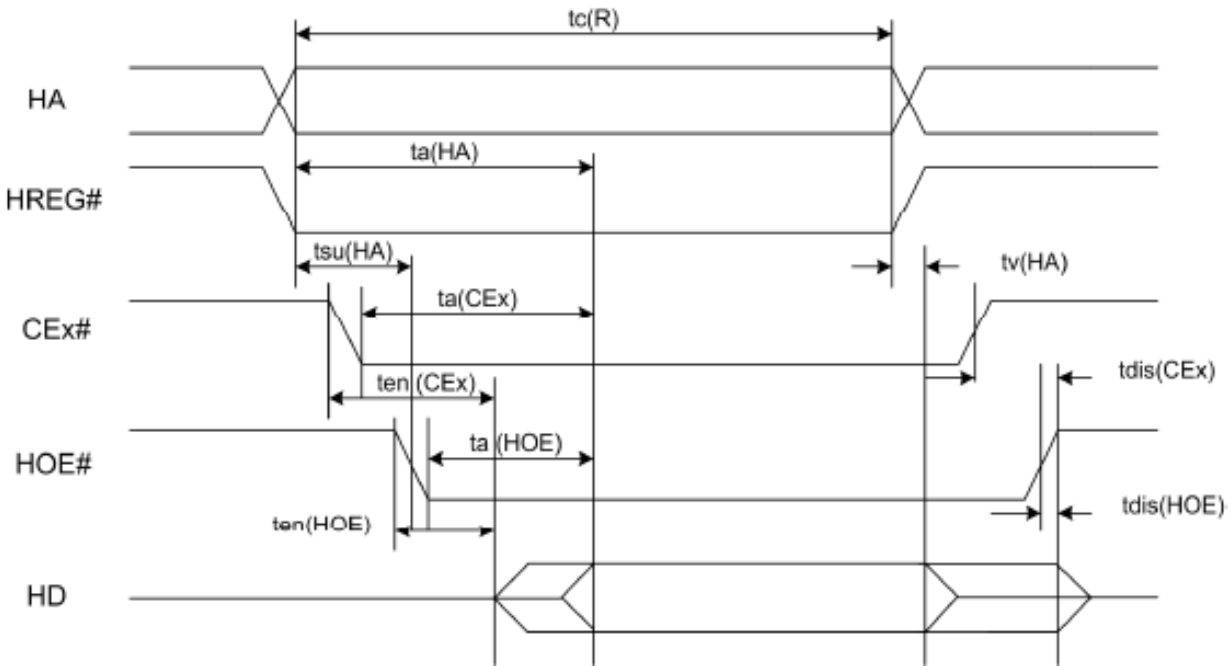 tc(R)
HA
ta(HA)
HREG#
tsu(HA)
tv(HA)
ta(CEx)
CEx#
tdis(CEx)
ten (CEx)
ta (HOE)
HOE#
tdis(HOE)
ten(HOE)
HD